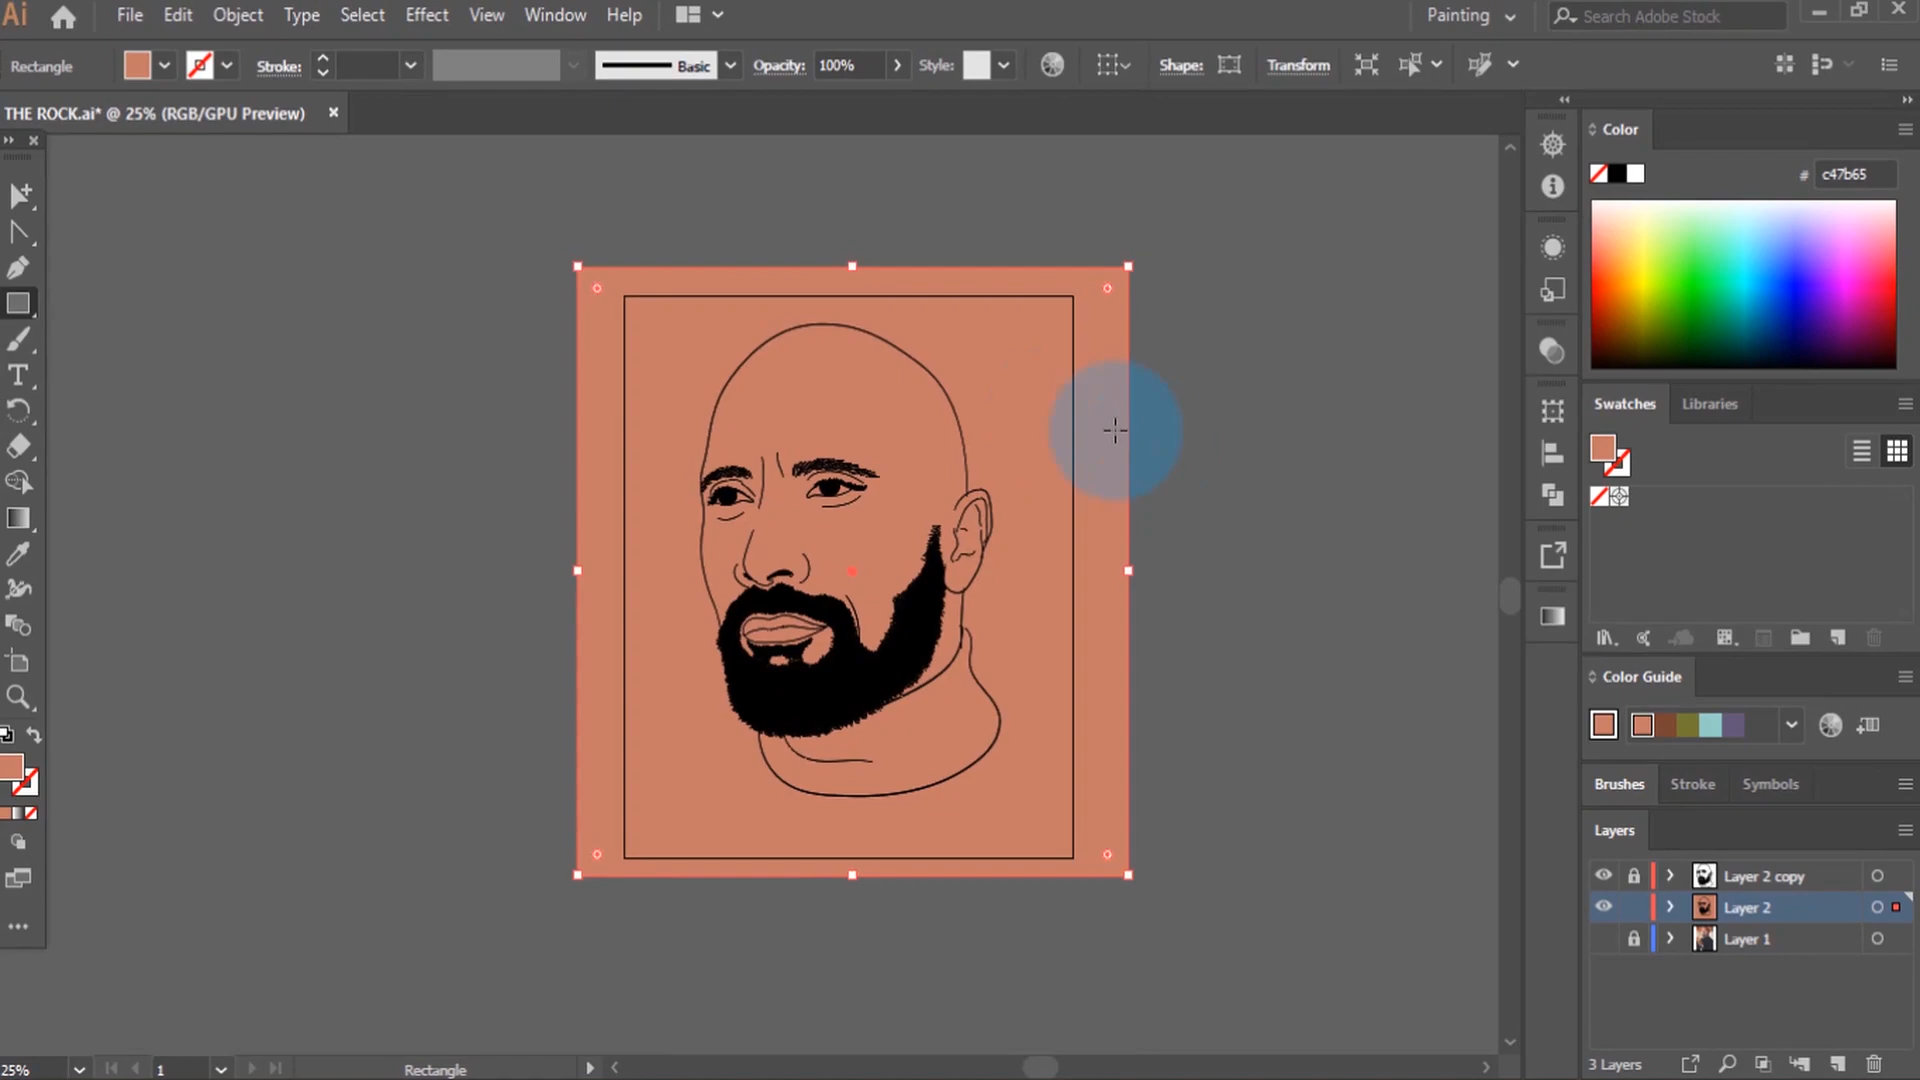 Ai File Edit Object Type Select Effect View Window Help Painting Search Adobe Stock
Rectangle Stroke: Basic Opacity: 100% Style: Shape: Transform
THE ROCK.ai* @ 25% (RGB/GPU Preview)
Color
# c47b65
Swatches Libraries
T
Color Guide
Brushes Stroke Symbols
Layers
Layer 2 copy
Layer 2
Layer 1
3 Layers
25% 1 Rectangle